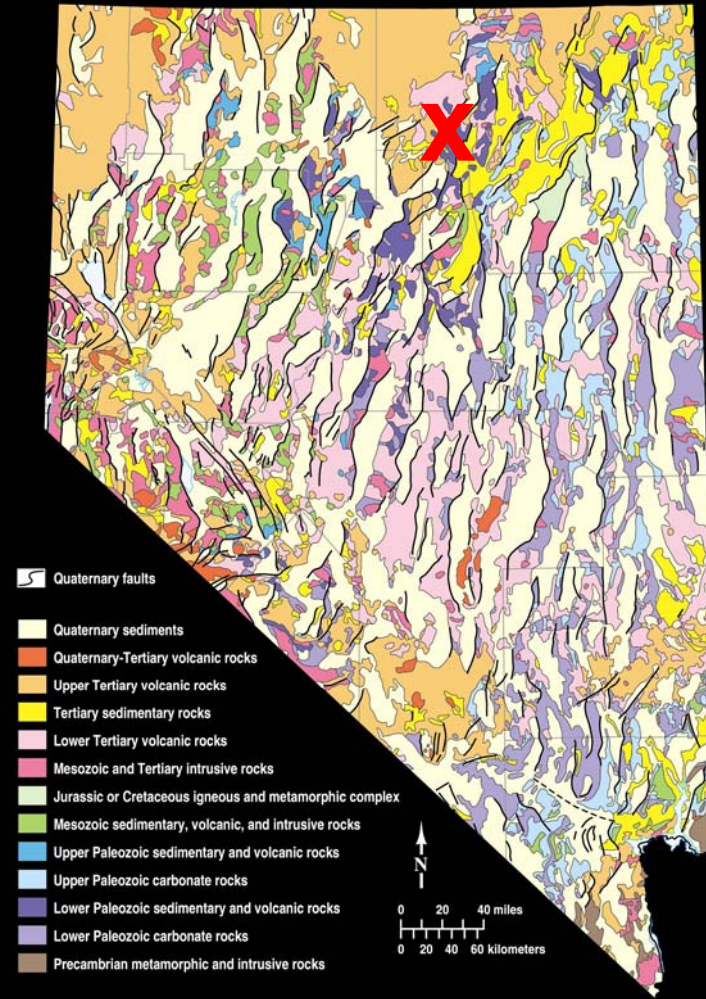 X
Quaternary faults
Quaternary sediments
Quaternary-Tertiary volcanic rocks
Upper Tertiary volcanic rocks
Tertiary sedimentary rocks
Lower Tertiary volcanic rocks
Mesozoic and Tertiary intrusive rocks
Jurassic or Cretaceous igneous and metamorphic complex
Mesozoic sedimentary, volcanic, and intrusive rocks
Upper Paleozoic sedimentary and volcanic rocks
Upper Paleozoic carbonate rocks
Lower Paleozoic sedimentary and volcanic rocks
Lower Paleozoic carbonate rocks
Precambrian metamorphic and intrusive rocks
N
0 20 40 miles
0 20 40 60 kilometers